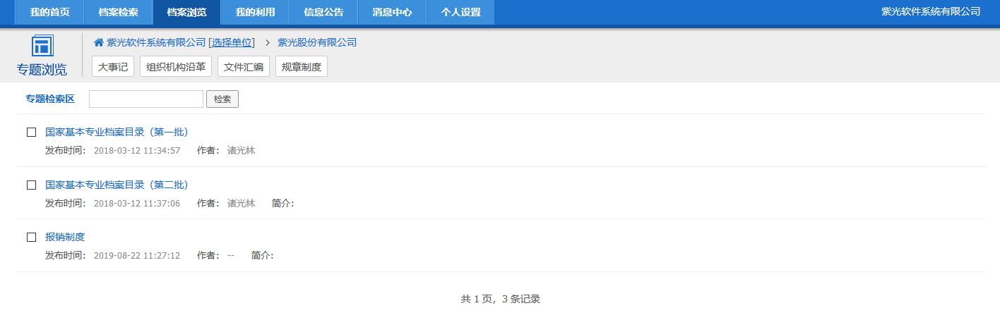 我的首页 档案检索 档案浏览 我的利用 信息公告 消息中心 个人设置 紫光软件系统有限公司
专题浏览
紫光软件系统有限公司 [选择单位] > 紫光股份有限公司
大事记 组织机构沿革 文件汇编 规章制度
专题检索区 检索
国家基本专业档案目录（第一批）
发布时间： 2018-03-12 11:34:57 作者： 诸光林
国家基本专业档案目录（第二批）
发布时间： 2018-03-12 11:37:06 作者： 诸光林 简介：
报销制度
发布时间： 2019-08-22 11:27:12 作者： -- 简介：
共 1 页，3 条记录